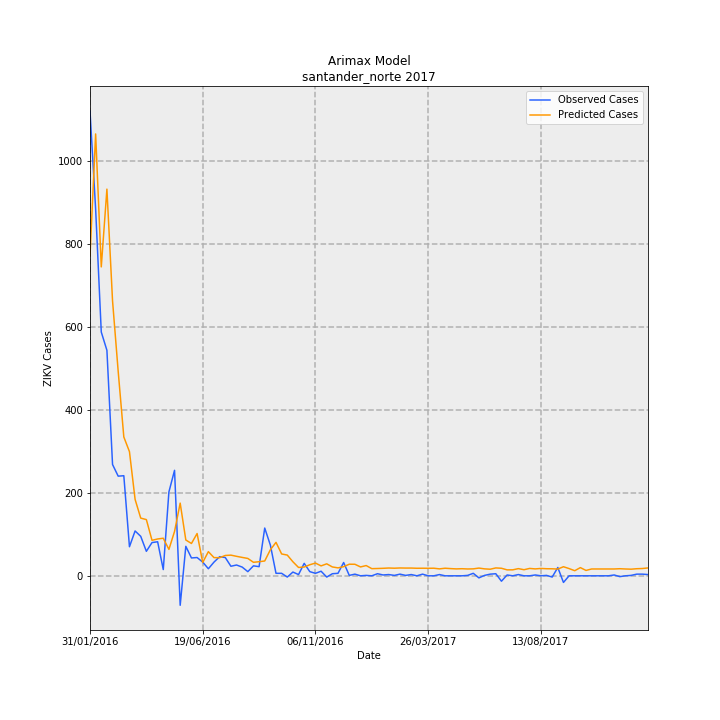 Arimax Model
santander_norte 2017
Observed Cases
Predicted Cases
1000
800
600
400
200
0
ZIKV Cases
31/01/2016
19/06/2016
06/11/2016
26/03/2017
13/08/2017
Date